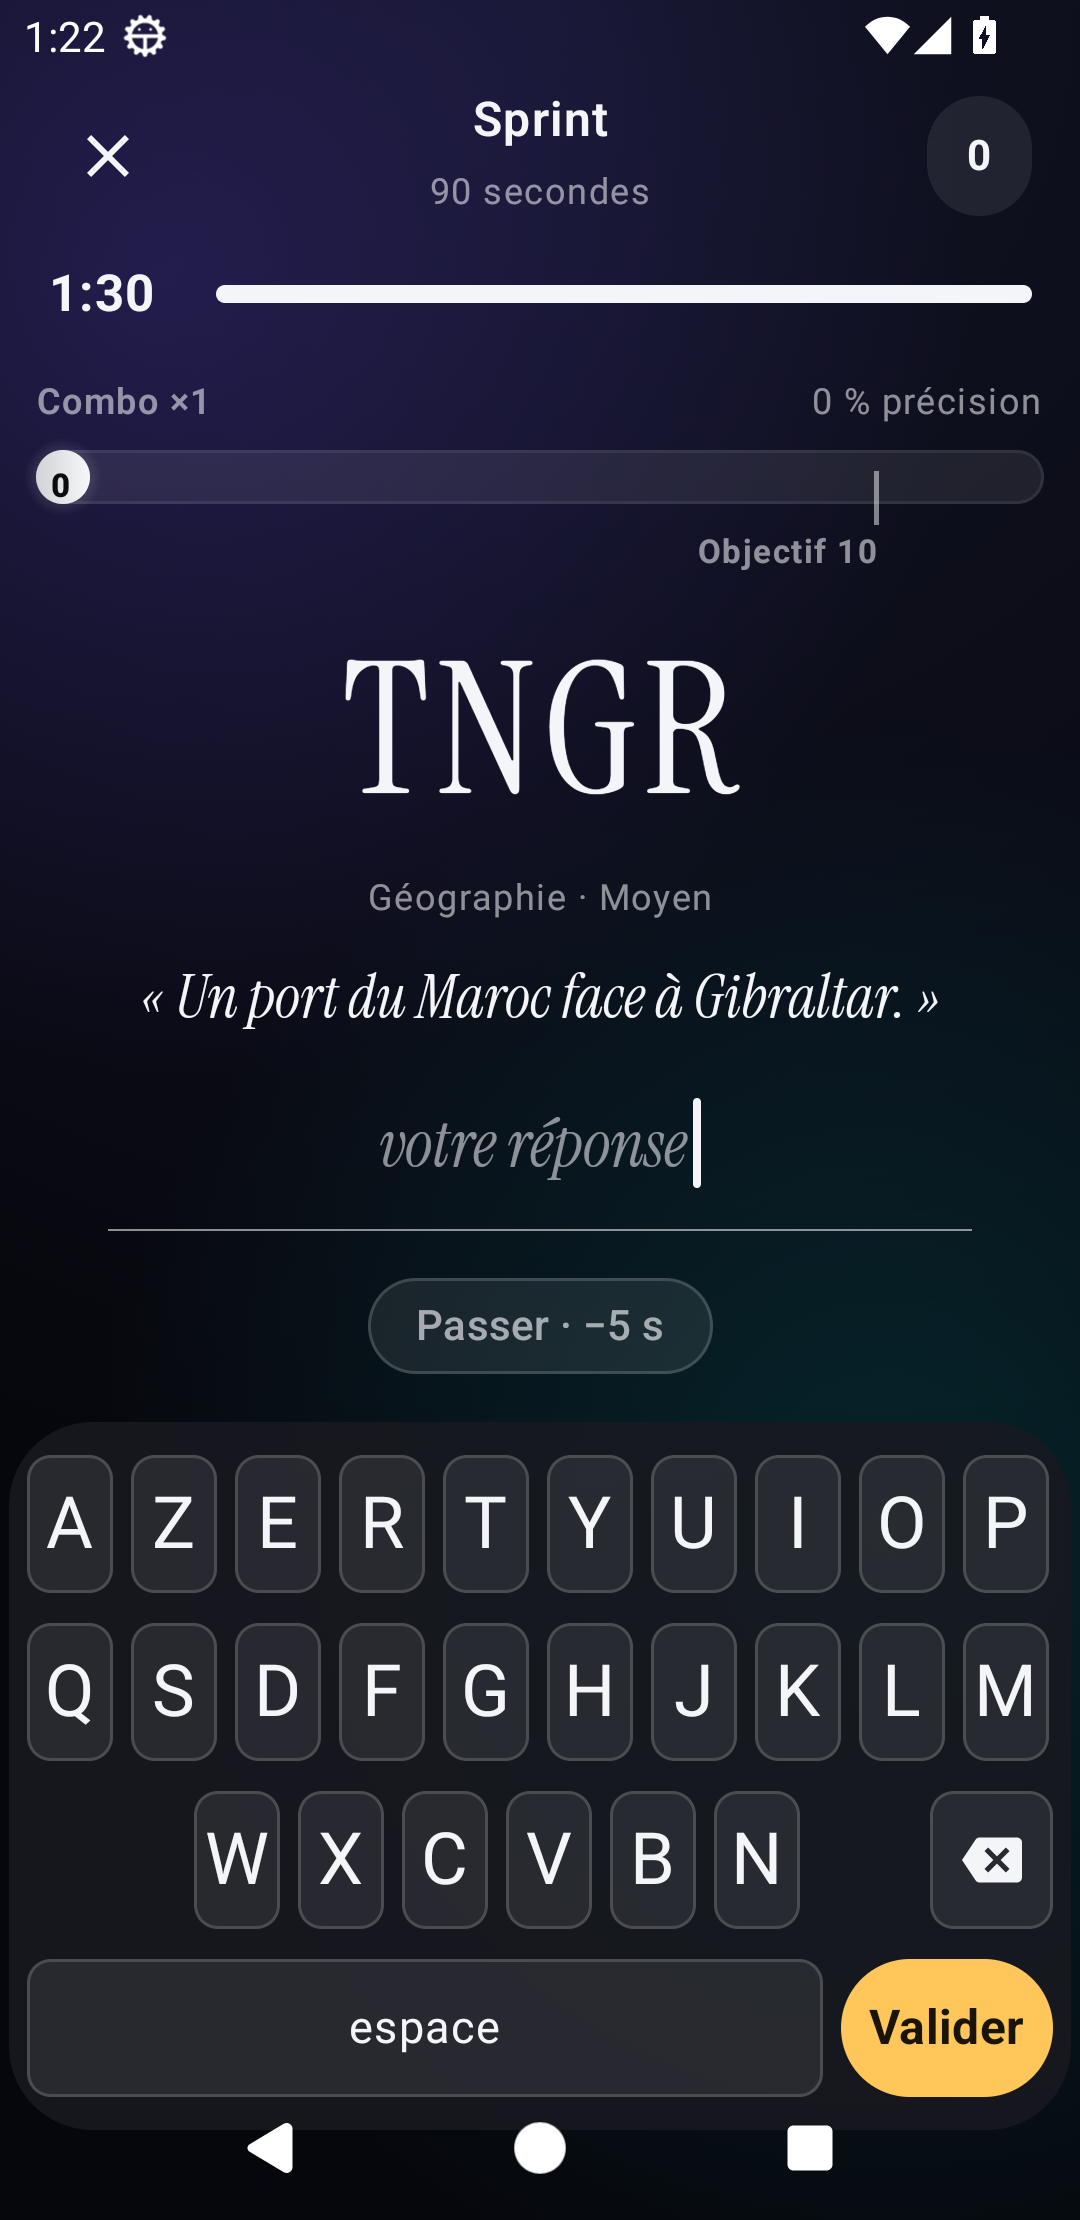 1:22
Sprint
90 secondes
0
1:30
Combo ×1
0 % précision
0
Objectif 10
TNGR
Géographie · Moyen
« Un port du Maroc face à Gibraltar. »
votre réponse
Passer · −5 s
A Z E R T Y U I O P
Q S D F G H J K L M
W X C V B N
espace
Valider